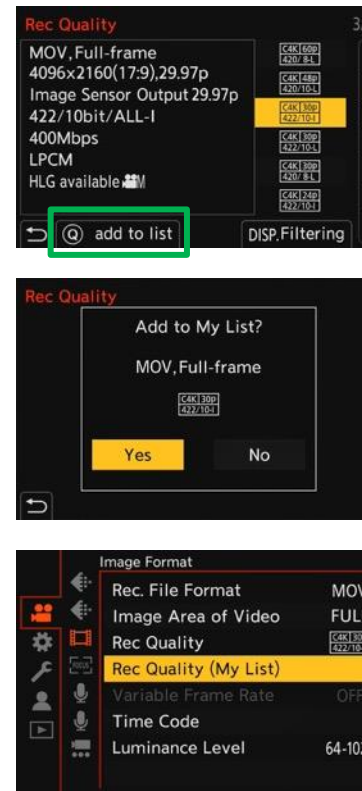 Rec Quality
MOV,Full-frame
4096x2160(17:9),29.97p
Image Sensor Output 29.97p
422/10bit/ALL-I
400Mbps
LPCM
HLG available M
C4K 60p
420/8-L
C4K 48p
420/10-L
C4K 30p
422/10-I
C4K 30p
422/10-L
C4K 30p
420/8-L
C4K 24p
422/10-I
Q add to list
DISP.Filtering
Rec Quality
Add to My List?
MOV,Full-frame
C4K 30p
422/10-I
Yes No
Image Format
Rec. File Format MOV
Image Area of Video FUL
Rec Quality C4K 30
422/10-
Rec Quality (My List)
Variable Frame Rate OFF
Time Code
Luminance Level 64-102
FOCUS